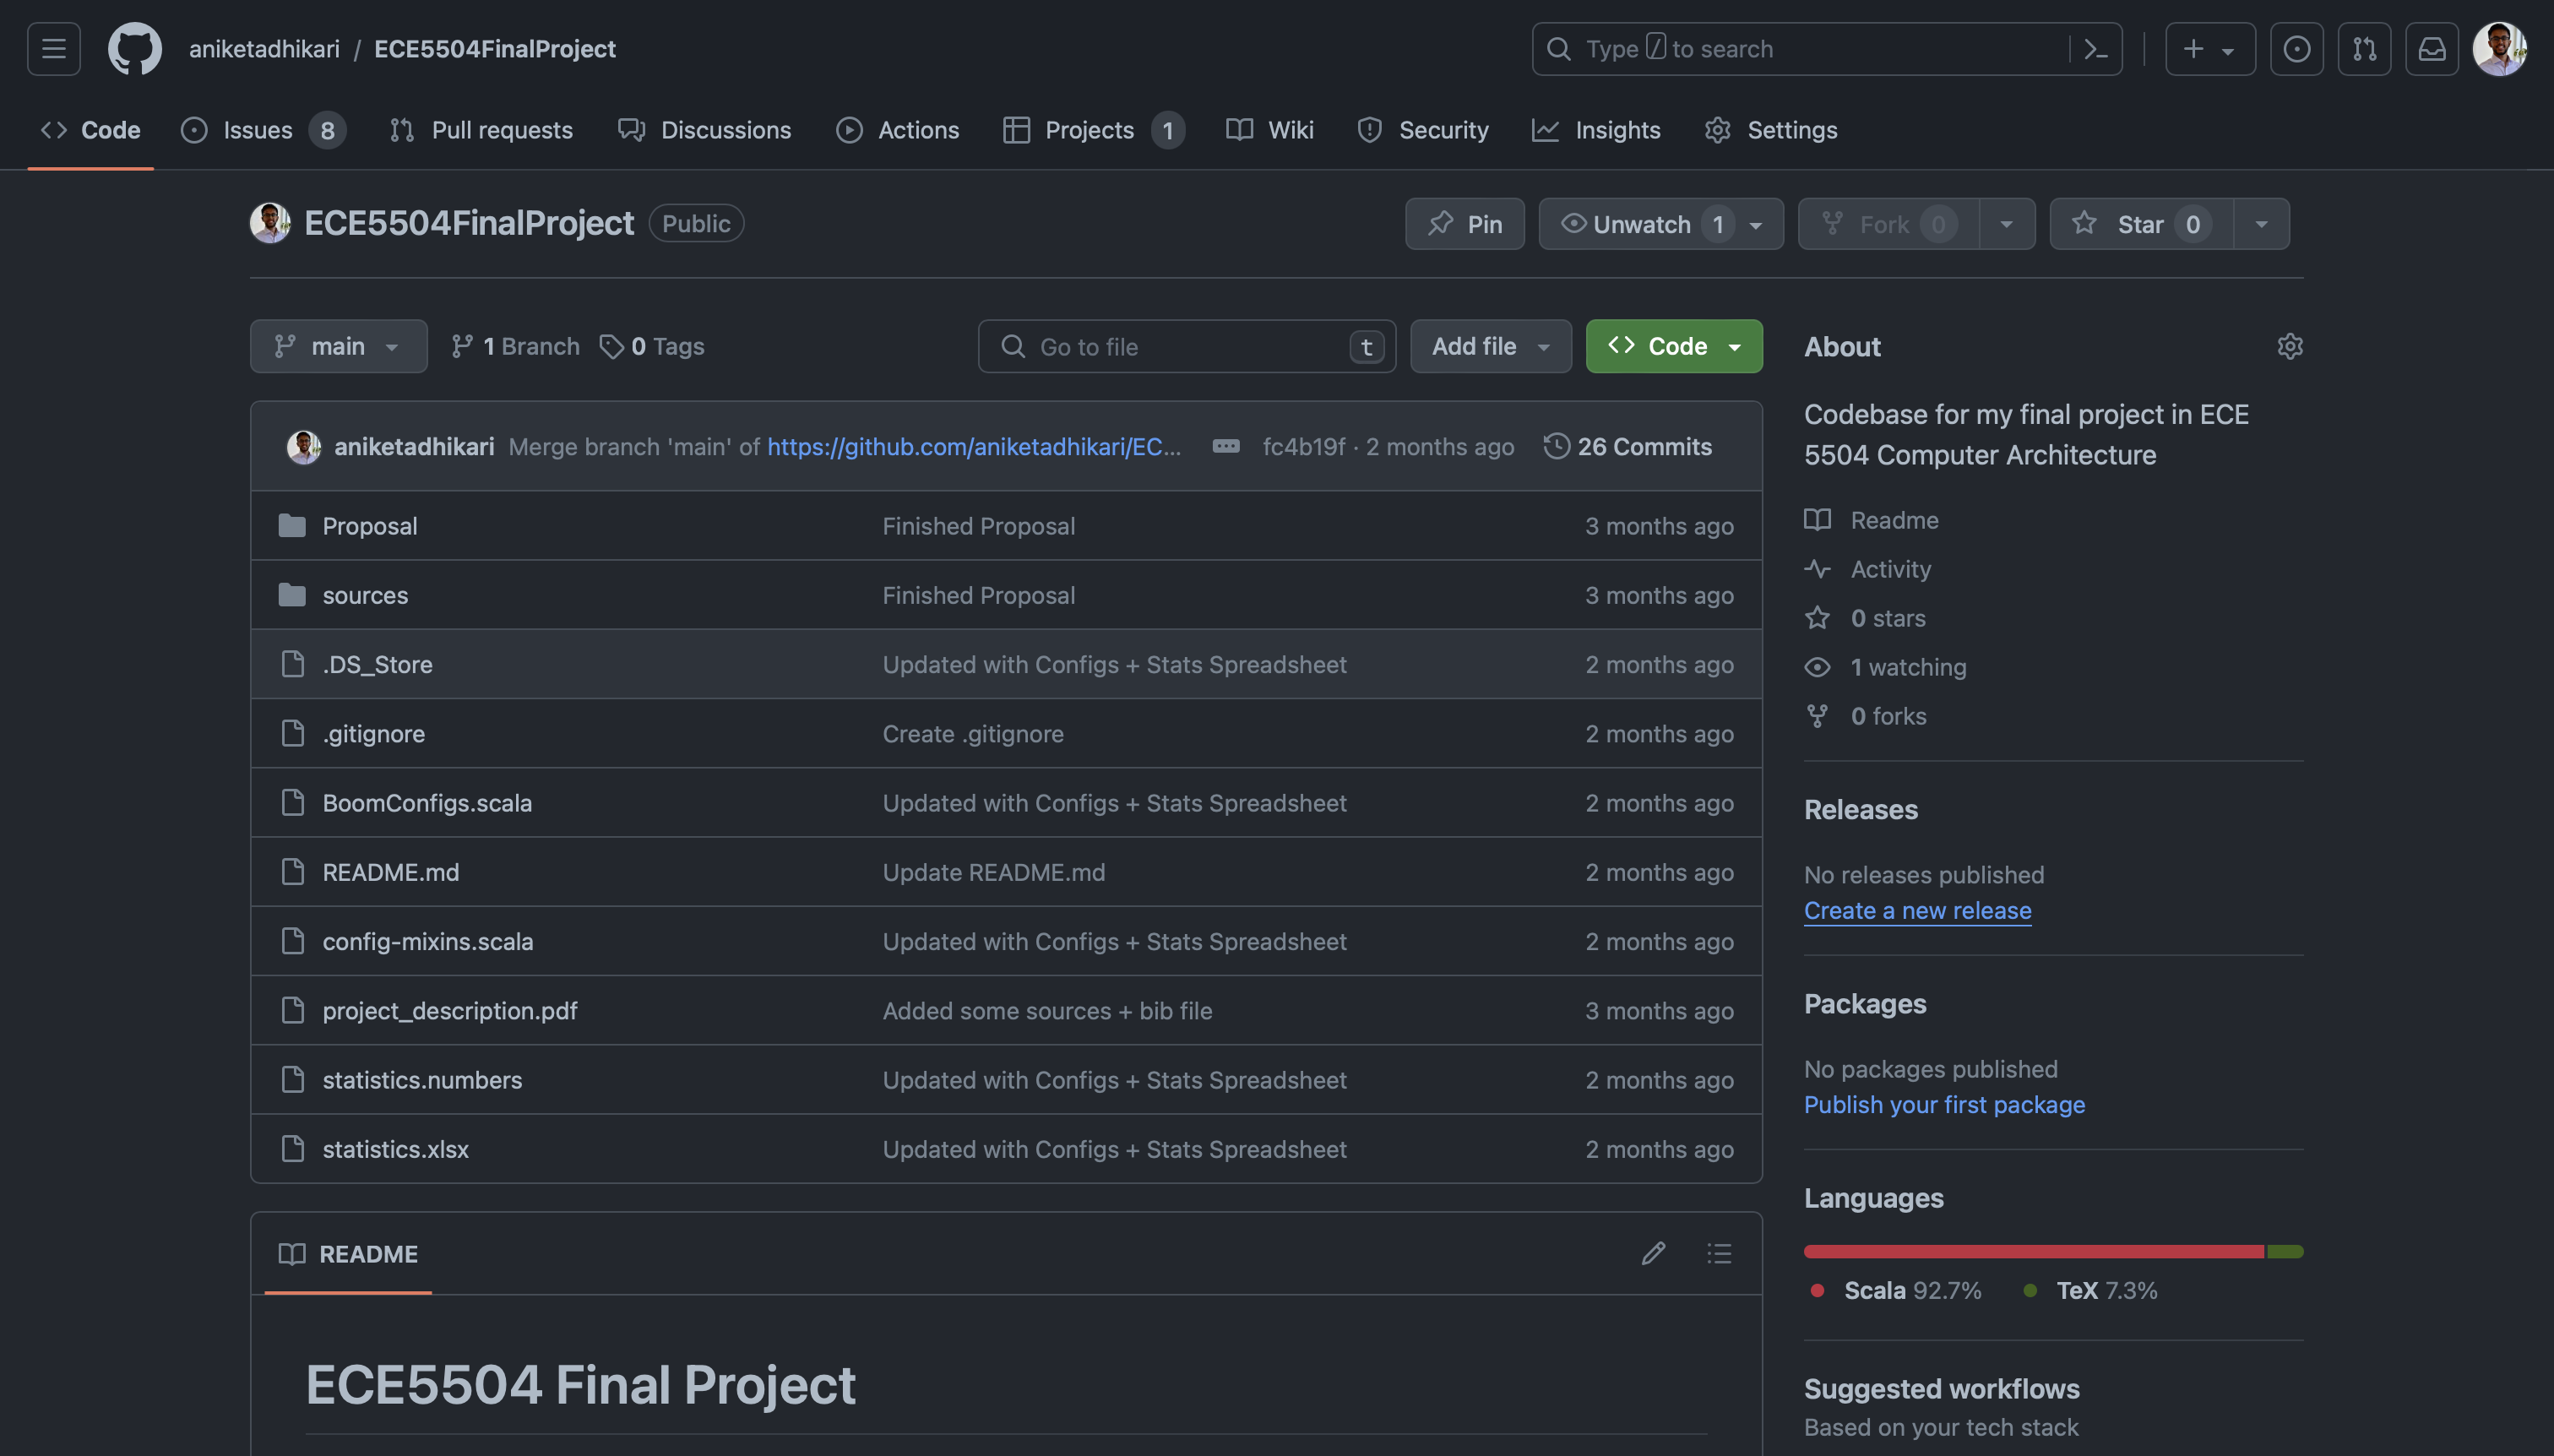 aniketadhikari / ECE5504FinalProject
Type / to search
Code
Issues 8
Pull requests
Discussions
Actions
Projects 1
Wiki
Security
Insights
Settings
ECE5504FinalProject Public
Pin
Unwatch 1
Fork 0
Star 0
main
1 Branch
0 Tags
Go to file t
Add file
Code
aniketadhikari Merge branch 'main' of https://github.com/aniketadhikari/EC... fc4b19f · 2 months ago 26 Commits
Proposal Finished Proposal 3 months ago
sources Finished Proposal 3 months ago
.DS_Store Updated with Configs + Stats Spreadsheet 2 months ago
.gitignore Create .gitignore 2 months ago
BoomConfigs.scala Updated with Configs + Stats Spreadsheet 2 months ago
README.md Update README.md 2 months ago
config-mixins.scala Updated with Configs + Stats Spreadsheet 2 months ago
project_description.pdf Added some sources + bib file 3 months ago
statistics.numbers Updated with Configs + Stats Spreadsheet 2 months ago
statistics.xlsx Updated with Configs + Stats Spreadsheet 2 months ago
README
ECE5504 Final Project
About
Codebase for my final project in ECE
5504 Computer Architecture
Readme
Activity
0 stars
1 watching
0 forks
Releases
No releases published
Create a new release
Packages
No packages published
Publish your first package
Languages
Scala 92.7% TeX 7.3%
Suggested workflows
Based on your tech stack